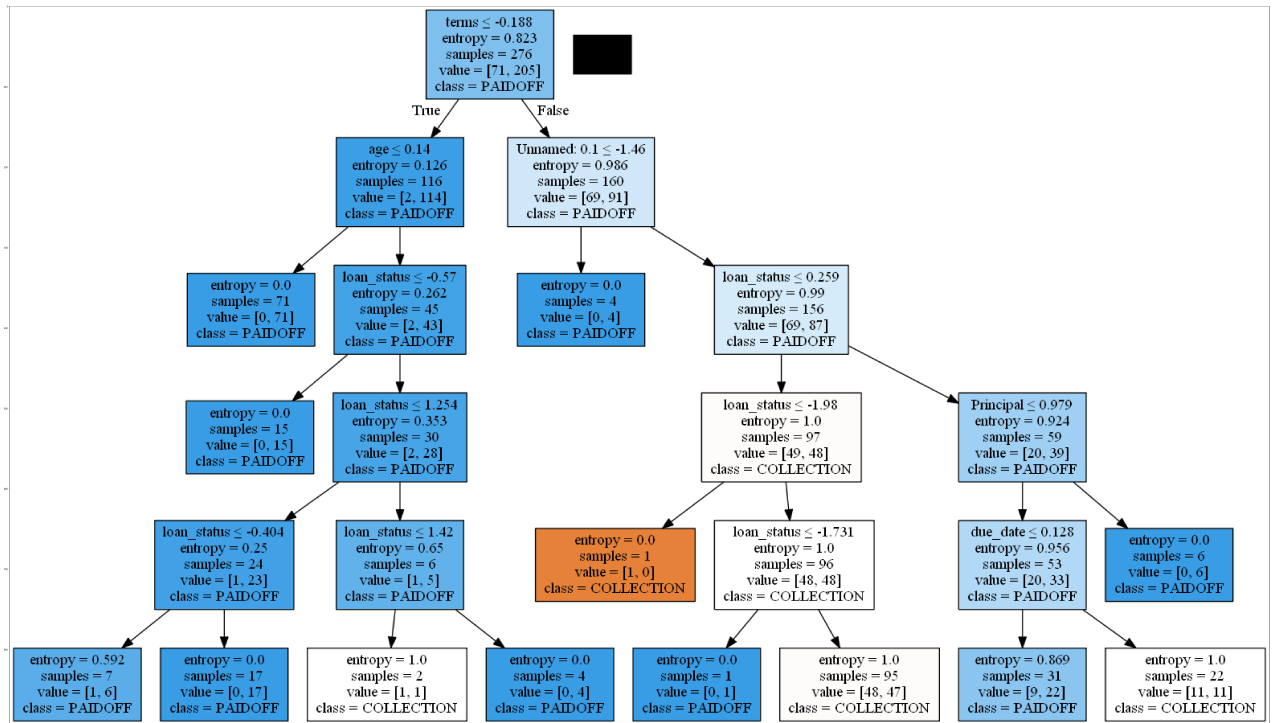 terms ≤ -0.188
entropy = 0.823
samples = 276
value = [71, 205]
class = PAIDOFF
True
False
age ≤ 0.14
entropy = 0.126
samples = 116
value = [2, 114]
class = PAIDOFF
Unnamed: 0.1 ≤ -1.46
entropy = 0.986
samples = 160
value = [69, 91]
class = PAIDOFF
entropy = 0.0
samples = 71
value = [0, 71]
class = PAIDOFF
loan_status ≤ -0.57
entropy = 0.262
samples = 45
value = [2, 43]
class = PAIDOFF
entropy = 0.0
samples = 4
value = [0, 4]
class = PAIDOFF
loan_status ≤ 0.259
entropy = 0.99
samples = 156
value = [69, 87]
class = PAIDOFF
entropy = 0.0
samples = 15
value = [0, 15]
class = PAIDOFF
loan_status ≤ 1.254
entropy = 0.353
samples = 30
value = [2, 28]
class = PAIDOFF
loan_status ≤ -1.98
entropy = 1.0
samples = 97
value = [49, 48]
class = COLLECTION
Principal ≤ 0.979
entropy = 0.924
samples = 59
value = [20, 39]
class = PAIDOFF
loan_status ≤ -0.404
entropy = 0.25
samples = 24
value = [1, 23]
class = PAIDOFF
loan_status ≤ 1.42
entropy = 0.65
samples = 6
value = [1, 5]
class = PAIDOFF
entropy = 0.0
samples = 1
value = [1, 0]
class = COLLECTION
loan_status ≤ -1.731
entropy = 1.0
samples = 96
value = [48, 48]
class = COLLECTION
due_date ≤ 0.128
entropy = 0.956
samples = 53
value = [20, 33]
class = PAIDOFF
entropy = 0.0
samples = 6
value = [0, 6]
class = PAIDOFF
entropy = 0.592
samples = 7
value = [1, 6]
class = PAIDOFF
entropy = 0.0
samples = 17
value = [0, 17]
class = PAIDOFF
entropy = 1.0
samples = 2
value = [1, 1]
class = COLLECTION
entropy = 0.0
samples = 4
value = [0, 4]
class = PAIDOFF
entropy = 0.0
samples = 1
value = [0, 1]
class = PAIDOFF
entropy = 1.0
samples = 95
value = [48, 47]
class = COLLECTION
entropy = 0.869
samples = 31
value = [9, 22]
class = PAIDOFF
entropy = 1.0
samples = 22
value = [11, 11]
class = COLLECTION